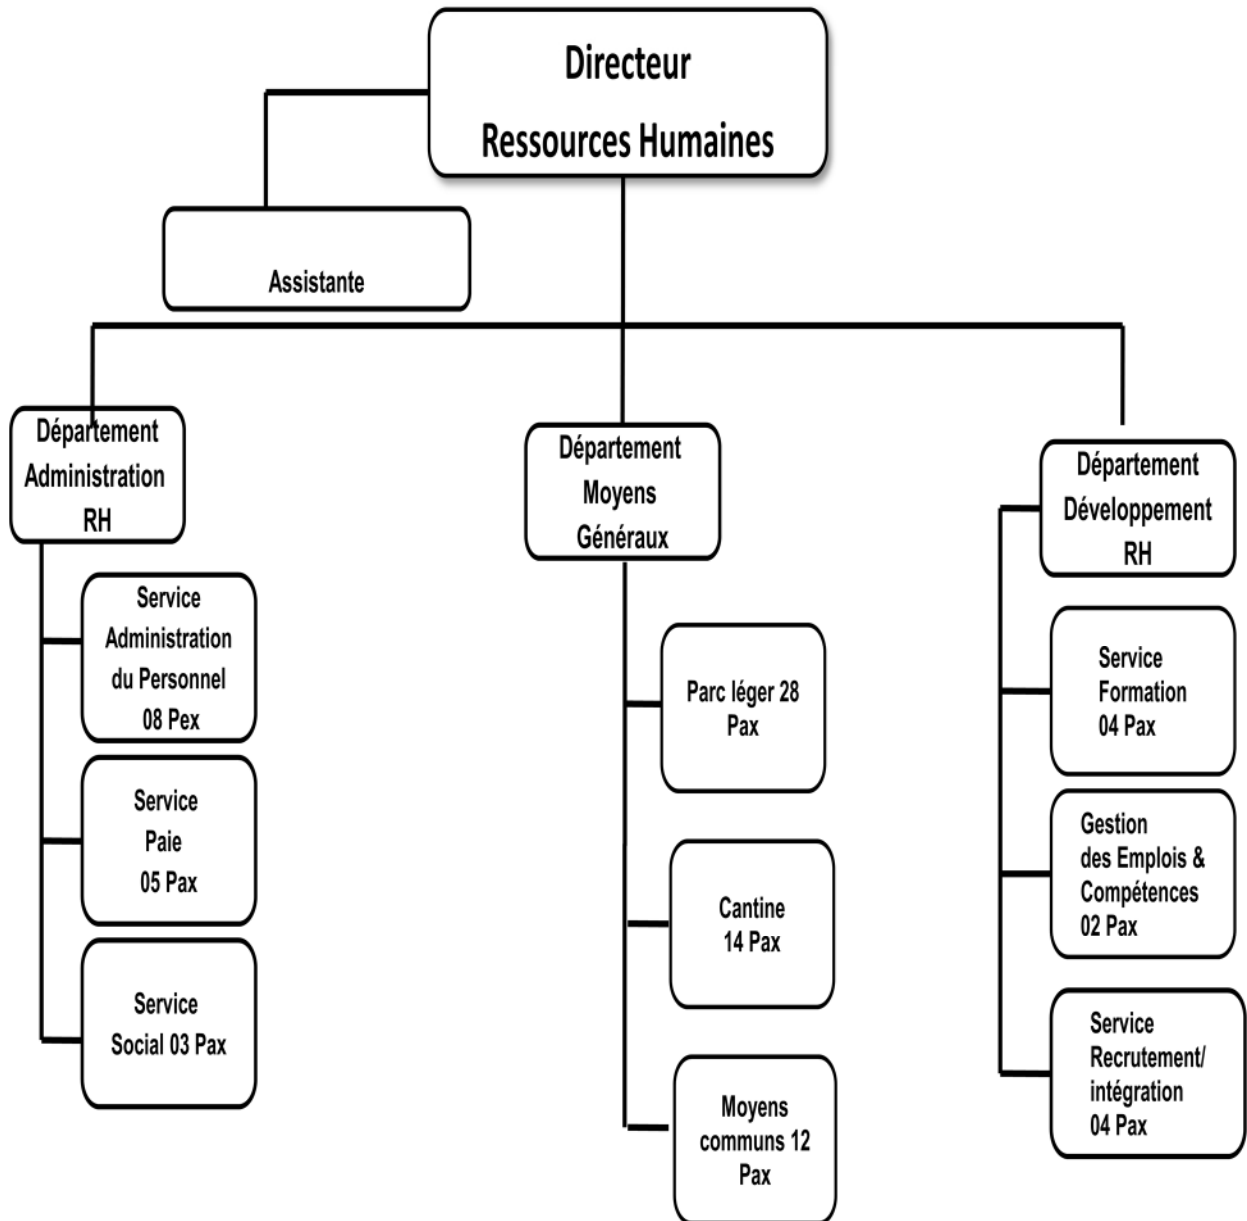 Directeur
Ressources Humaines
Assistante
Département
Administration
RH
Service
Administration
du Personnel
08 Pex
Service
Paie
05 Pax
Service
Social 03 Pax
Département
Moyens
Généraux
Parc léger 28
Pax
Cantine
14 Pax
Moyens
communs 12
Pax
Département
Développement
RH
Service
Formation
04 Pax
Gestion
des Emplois &
Compétences
02 Pax
Service
Recrutement/
intégration
04 Pax